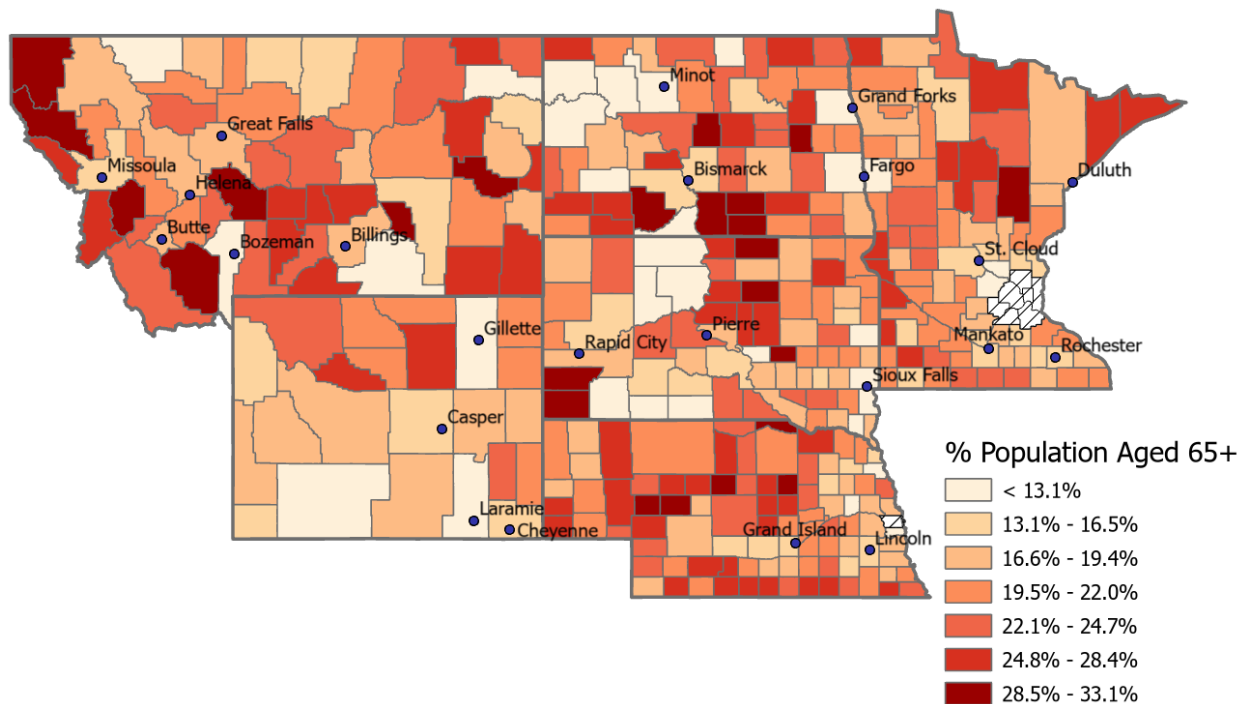 Minot
Grand Forks
Great Falls
Missoula
Bismarck
Fargo
Duluth
Helena
Butte
Bozeman
Billings
St. Cloud
Gillette
Rapid City
Pierre
Mankato
Rochester
Sioux Falls
Casper
Laramie
Cheyenne
Grand Island
Lincoln
% Population Aged 65+
< 13.1%
13.1% - 16.5%
16.6% - 19.4%
19.5% - 22.0%
22.1% - 24.7%
24.8% - 28.4%
28.5% - 33.1%